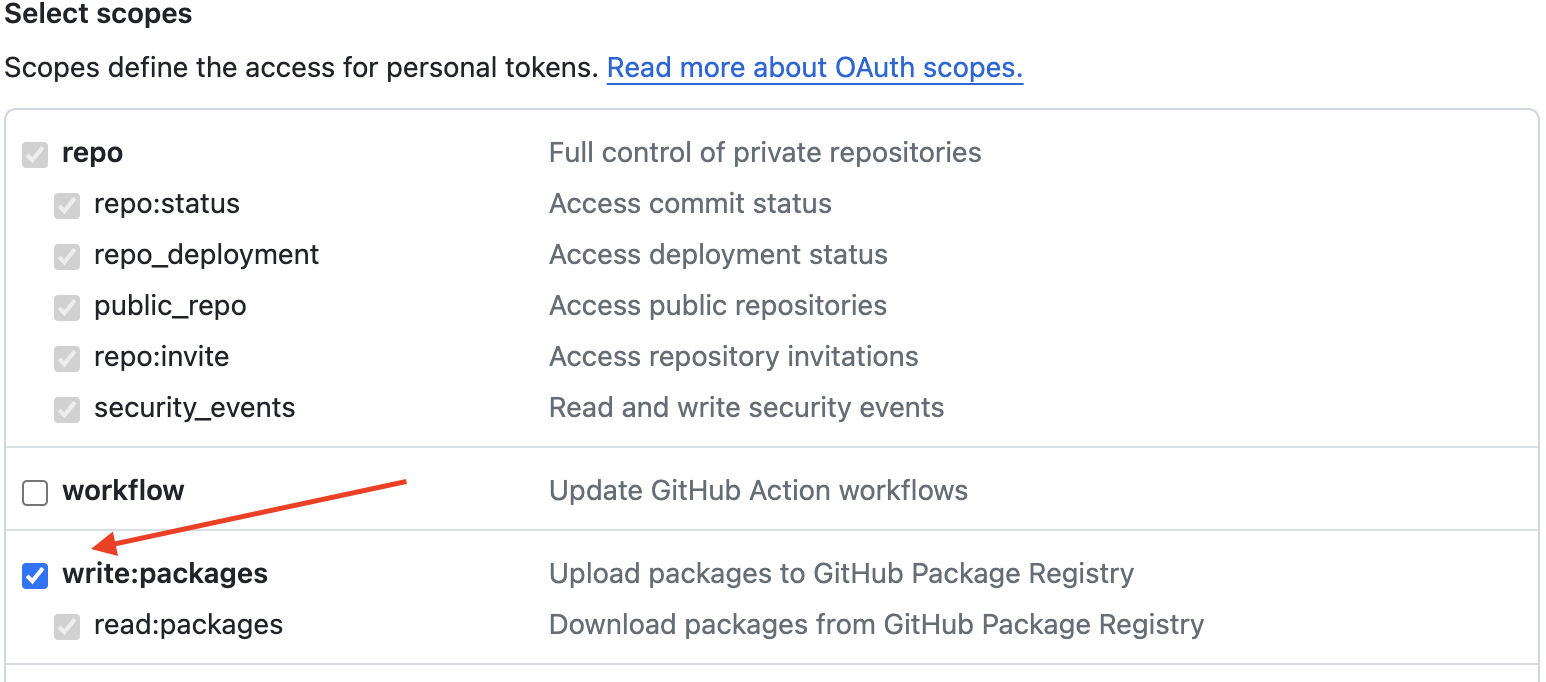 Select scopes
Scopes define the access for personal tokens. Read more about OAuth scopes.
repo Full control of private repositories
repo:status Access commit status
repo_deployment Access deployment status
public_repo Access public repositories
repo:invite Access repository invitations
security_events Read and write security events
workflow Update GitHub Action workflows
write:packages Upload packages to GitHub Package Registry
read:packages Download packages from GitHub Package Registry